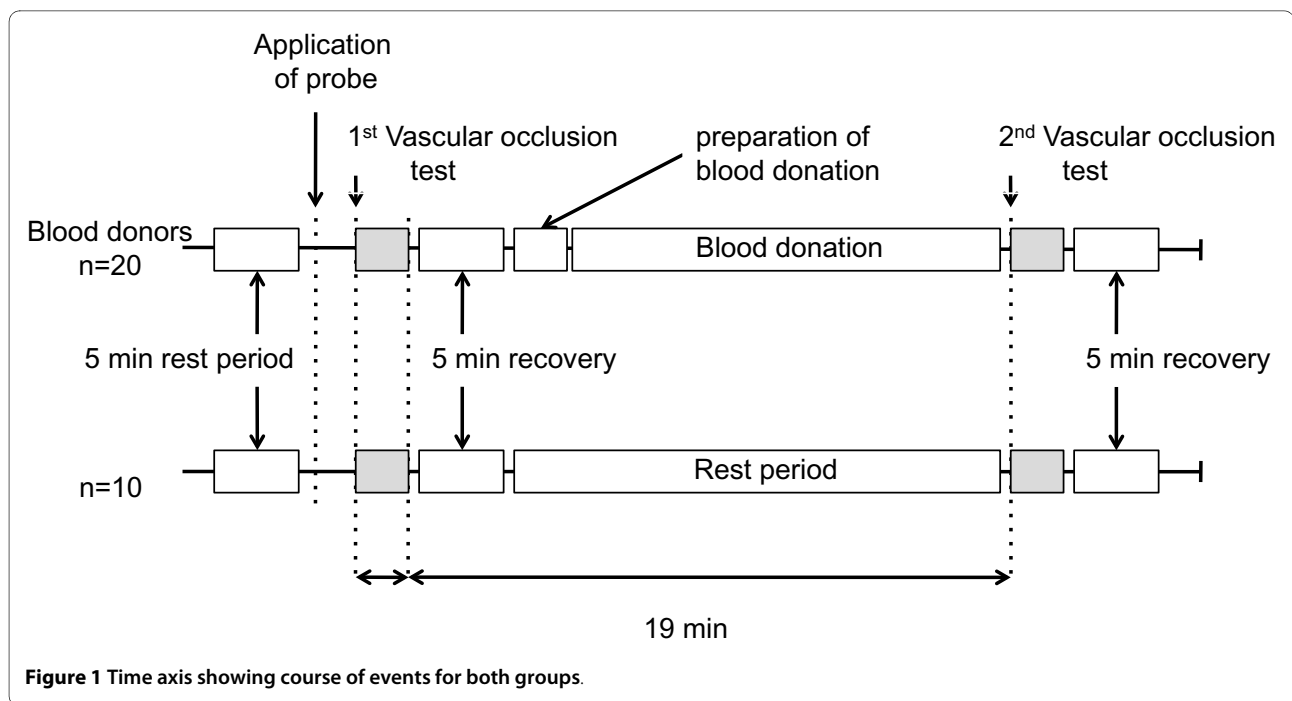 Application
of probe
1st Vascular occlusion
test
preparation of
blood donation
2nd Vascular occlusion
test
Blood donors
n=20
Blood donation
5 min rest period
5 min recovery
5 min recovery
n=10
Rest period
19 min
Figure 1 Time axis showing course of events for both groups.